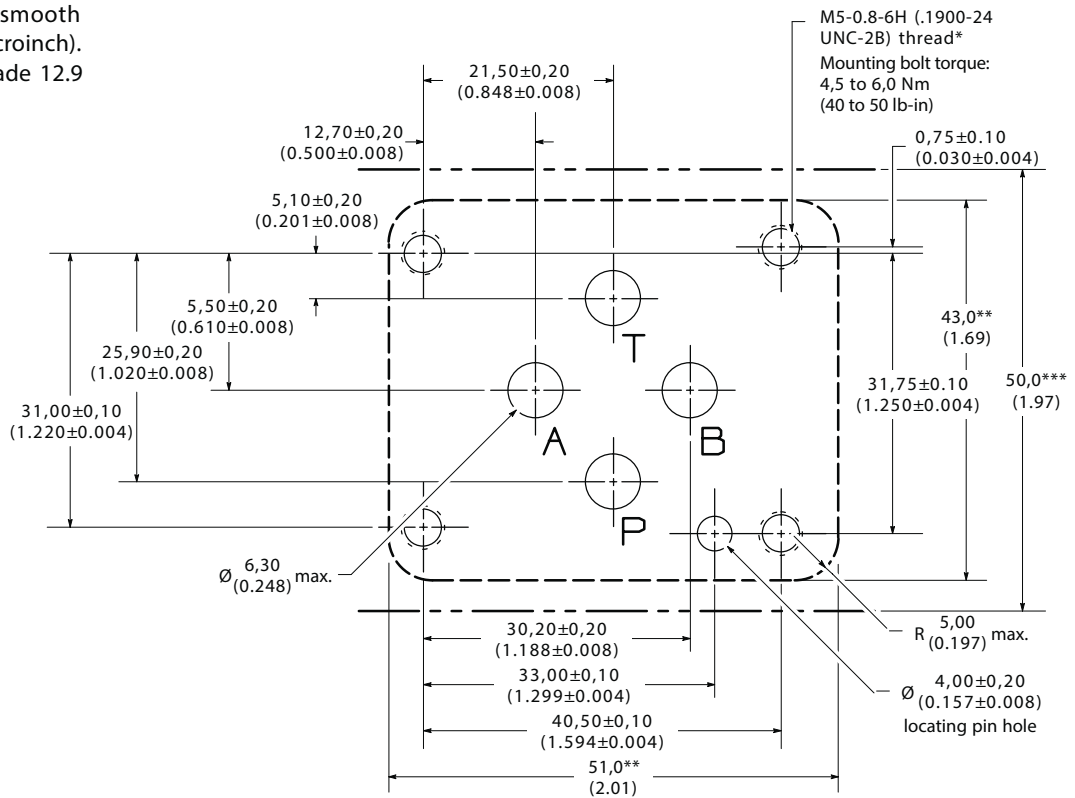 smooth
croinch).
ade 12.9
M5-0.8-6H (.1900-24
UNC-2B) thread*
Mounting bolt torque:
4,5 to 6,0 Nm
(40 to 50 lb-in)
21,50±0,20
(0.848±0.008)
12,70±0,20
(0.500±0.008)
0,75±0.10
(0.030±0.004)
5,10±0,20
(0.201±0.008)
5,50±0,20
(0.610±0.008)
25,90±0,20
(1.020±0.008)
31,00±0,10
(1.220±0.004)
T
A
B
P
43,0**
(1.69)
31,75±0.10
(1.250±0.004)
50,0***
(1.97)
Ø 6,30
(0.248) max.
R 5,00
(0.197) max.
30,20±0,20
(1.188±0.008)
33,00±0,10
(1.299±0.004)
Ø 4,00±0,20
(0.157±0.008)
locating pin hole
40,50±0,10
(1.594±0.004)
51,0**
(2.01)